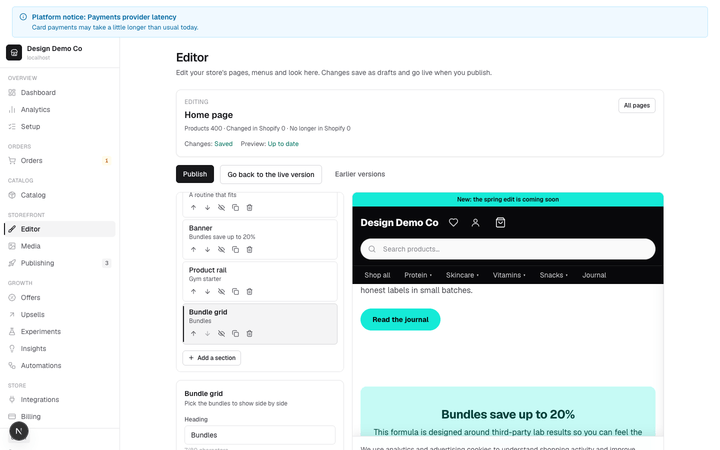 Platform notice: Payments provider latency
Card payments may take a little longer than usual today.
Design Demo Co
localhost
OVERVIEW
Dashboard
Analytics
Setup
ORDERS
Orders
1
CATALOG
Catalog
STOREFRONT
Editor
Media
Publishing
3
GROWTH
Offers
Upsells
Experiments
Insights
Automations
STORE
Integrations
Billing
N
Editor
Edit your store's pages, menus and look here. Changes save as drafts and go live when you publish.
EDITING
Home page
All pages
Products 400 · Changed in Shopify 0 · No longer in Shopify 0
Changes: Saved Preview: Up to date
Publish
Go back to the live version
Earlier versions
A routine that fits
Banner
Bundles save up to 20%
Product rail
Gym starter
Bundle grid
Bundles
Add a section
Bundle grid
Pick the bundles to show side by side
Heading
Bundles
New: the spring edit is coming soon
Design Demo Co
Search products...
Shop all
Protein
Skincare
Vitamins
Snacks
Journal
honest labels in small batches.
Read the journal
Bundles save up to 20%
This formula is designed around third-party lab results so you can feel the
We use analytics and advertising cookies to understand shopping activity and improve